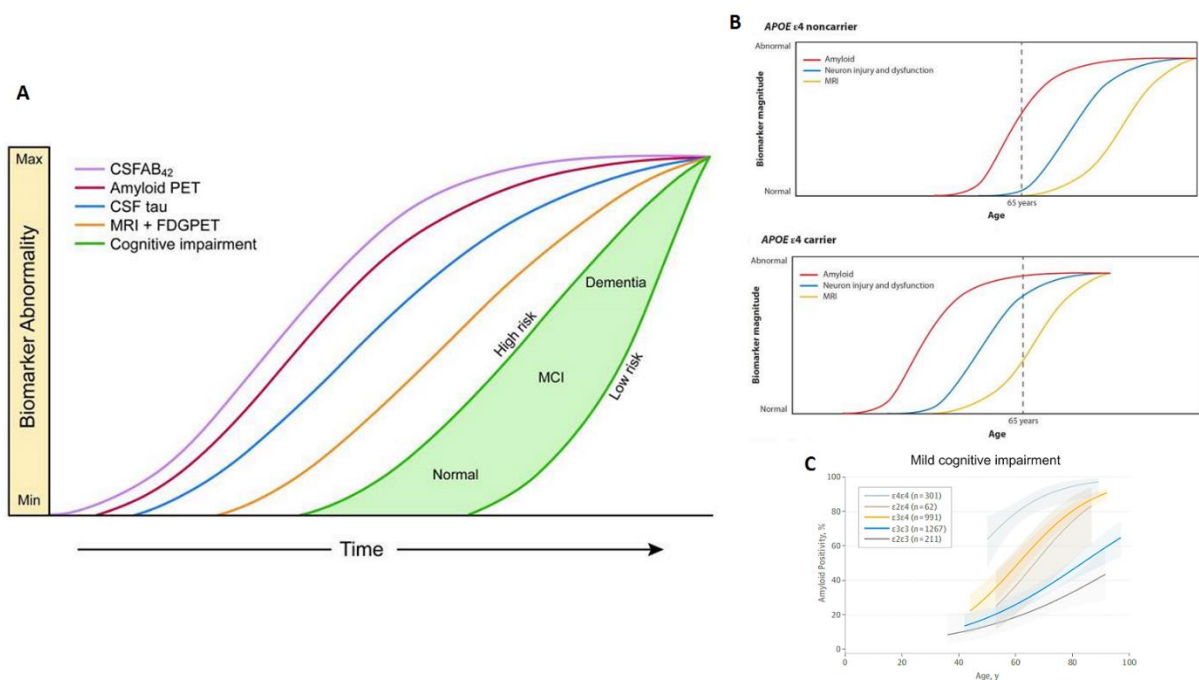 A
Biomarker Abnormality
Max
Min
CSFAB₄₂
Amyloid PET
CSF tau
MRI + FDGPET
Cognitive impairment
High risk
Low risk
Dementia
MCI
Normal
Time
B
APOE ε4 noncarrier
Abnormal
Biomarker magnitude
Normal
Amyloid
Neuron injury and dysfunction
MRI
65 years
Age
APOE ε4 carrier
Abnormal
Biomarker magnitude
Normal
Amyloid
Neuron injury and dysfunction
MRI
65 years
Age
C
Mild cognitive impairment
Amyloid Positivity, %
100
80
60
40
20
0
ε4ε4 (n=301)
ε2ε4 (n=62)
ε3ε4 (n=991)
ε3ε3 (n=1267)
ε2ε3 (n=211)
0 20 40 60 80 100
Age, y